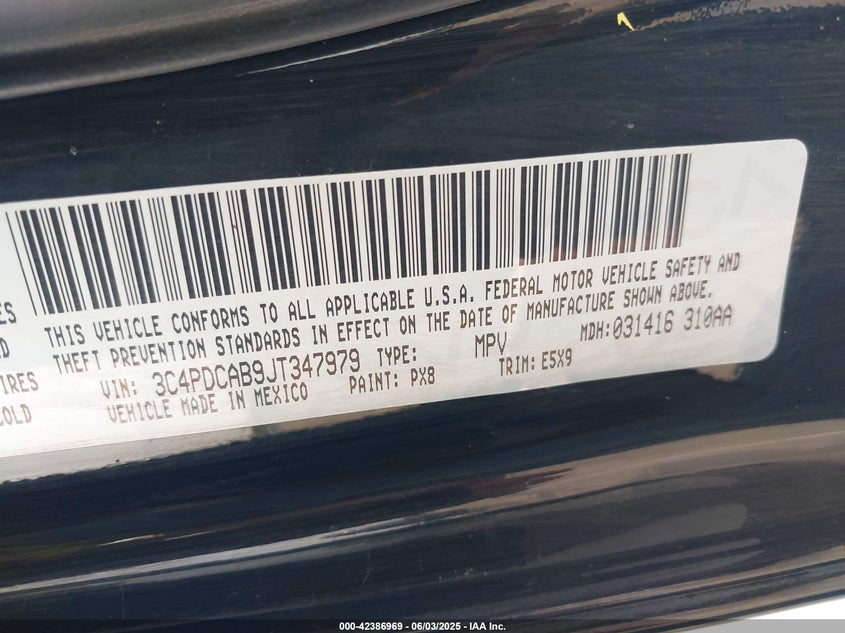 THIS VEHICLE CONFORMS TO ALL APPLICABLE U.S.A. FEDERAL MOTOR VEHICLE SAFETY AND
THEFT PREVENTION STANDARDS IN EFFECT ON THE DATE OF MANUFACTURE SHOWN ABOVE.
VIN: 3C4PDCAB9JT347979 TYPE: MPV MDH: 031416 310AA
VEHICLE MADE IN MEXICO PAINT: PX8 TRIM: E5X9
IRES
COLD
000-42386969 - 06/03/2025 - IAA Inc.